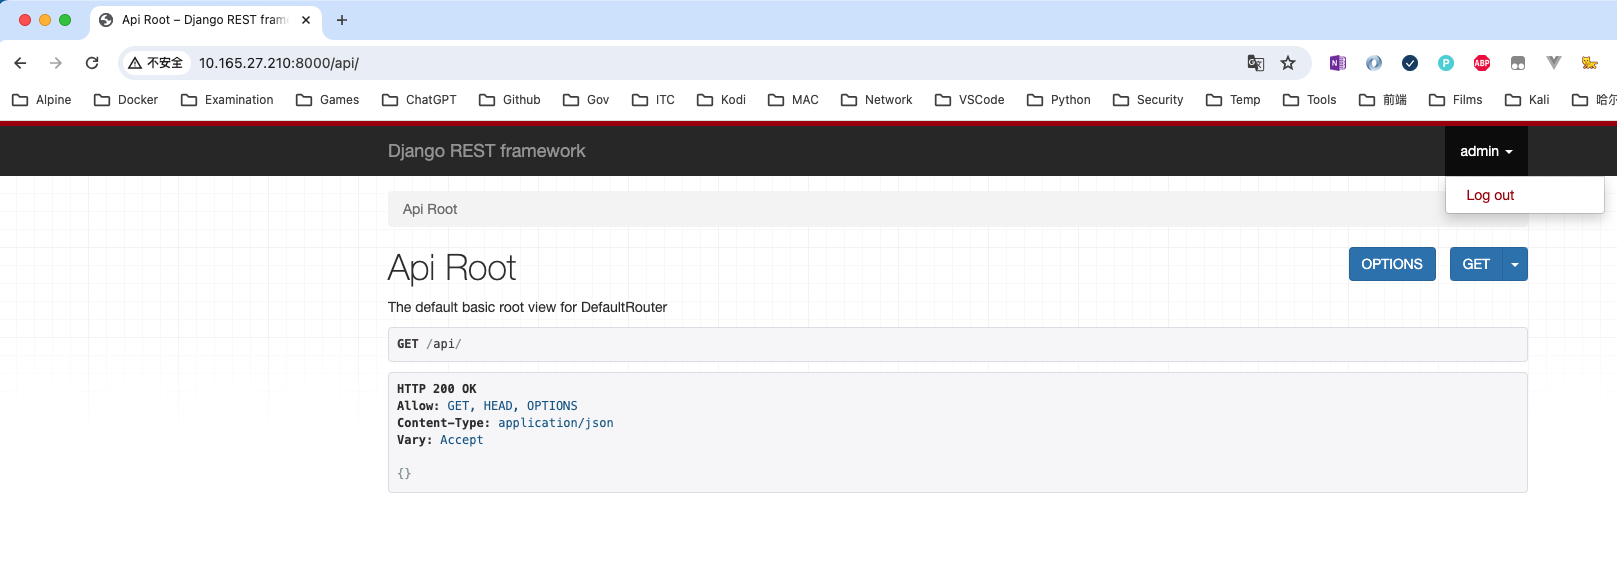 Api Root – Django REST fram
不安全 10.165.27.210:8000/api/
Alpine Docker Examination Games ChatGPT Github Gov ITC Kodi MAC Network VSCode Python Security Temp Tools 前端 Films Kali 哈尔
Django REST framework admin
Log out
Api Root
Api Root OPTIONS GET
The default basic root view for DefaultRouter
GET /api/
HTTP 200 OK
Allow: GET, HEAD, OPTIONS
Content-Type: application/json
Vary: Accept
{}